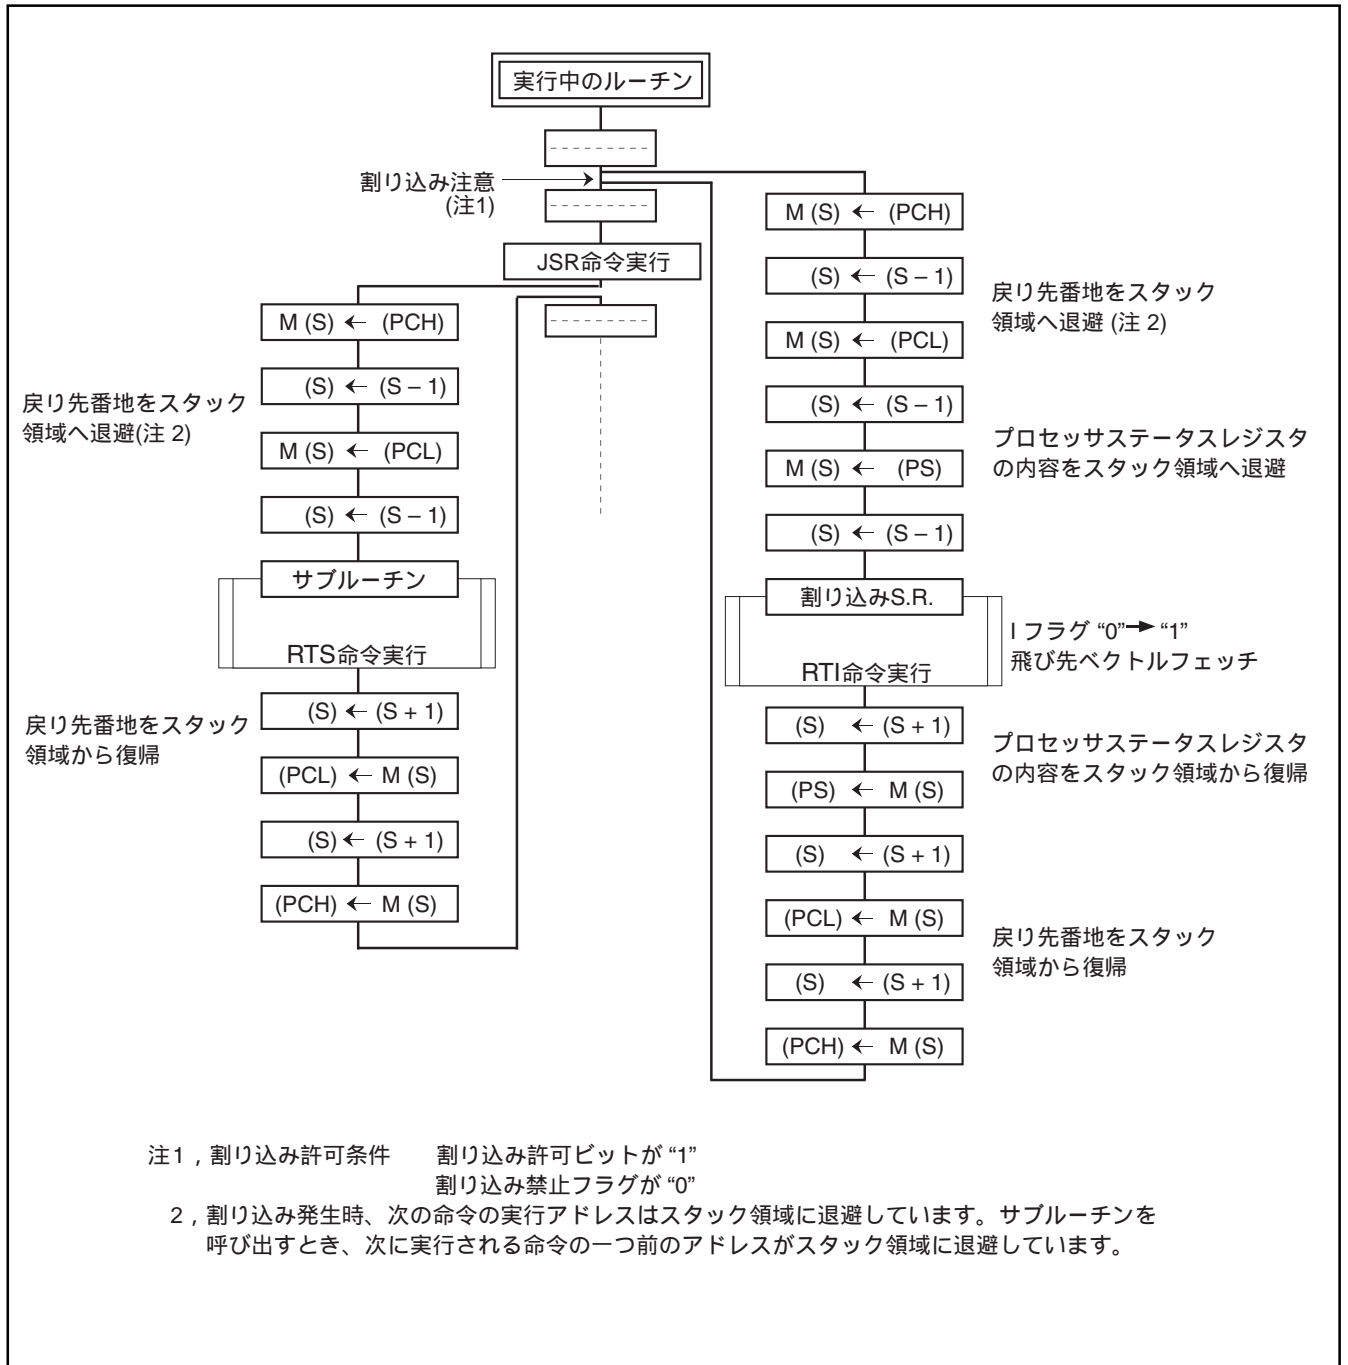 実行中のルーチン
割り込み注意
(注1)
JSR命令実行
M (S) ← (PCH)
(S) ← (S – 1)
M (S) ← (PCL)
(S) ← (S – 1)
戻り先番地をスタック
領域へ退避(注 2)
サブルーチン
RTS命令実行
(S) ← (S + 1)
(PCL) ← M (S)
(S) ← (S + 1)
(PCH) ← M (S)
戻り先番地をスタック
領域から復帰
M (S) ← (PCH)
(S) ← (S – 1)
M (S) ← (PCL)
(S) ← (S – 1)
M (S) ← (PS)
(S) ← (S – 1)
戻り先番地をスタック
領域へ退避 (注 2)
プロセッサステータスレジスタ
の内容をスタック領域へ退避
割り込みS.R.
RTI命令実行
I フラグ “0”→ “1”
飛び先ベクトルフェッチ
(S) ← (S + 1)
(PS) ← M (S)
(S) ← (S + 1)
(PCL) ← M (S)
(S) ← (S + 1)
(PCH) ← M (S)
プロセッサステータスレジスタ
の内容をスタック領域から復帰
戻り先番地をスタック
領域から復帰
注1 , 割り込み許可条件 割り込み許可ビットが “1”
割り込み禁止フラグが “0”
2 , 割り込み発生時、次の命令の実行アドレスはスタック領域に退避しています。サブルーチンを
呼び出すとき、次に実行される命令の一つ前のアドレスがスタック領域に退避しています。